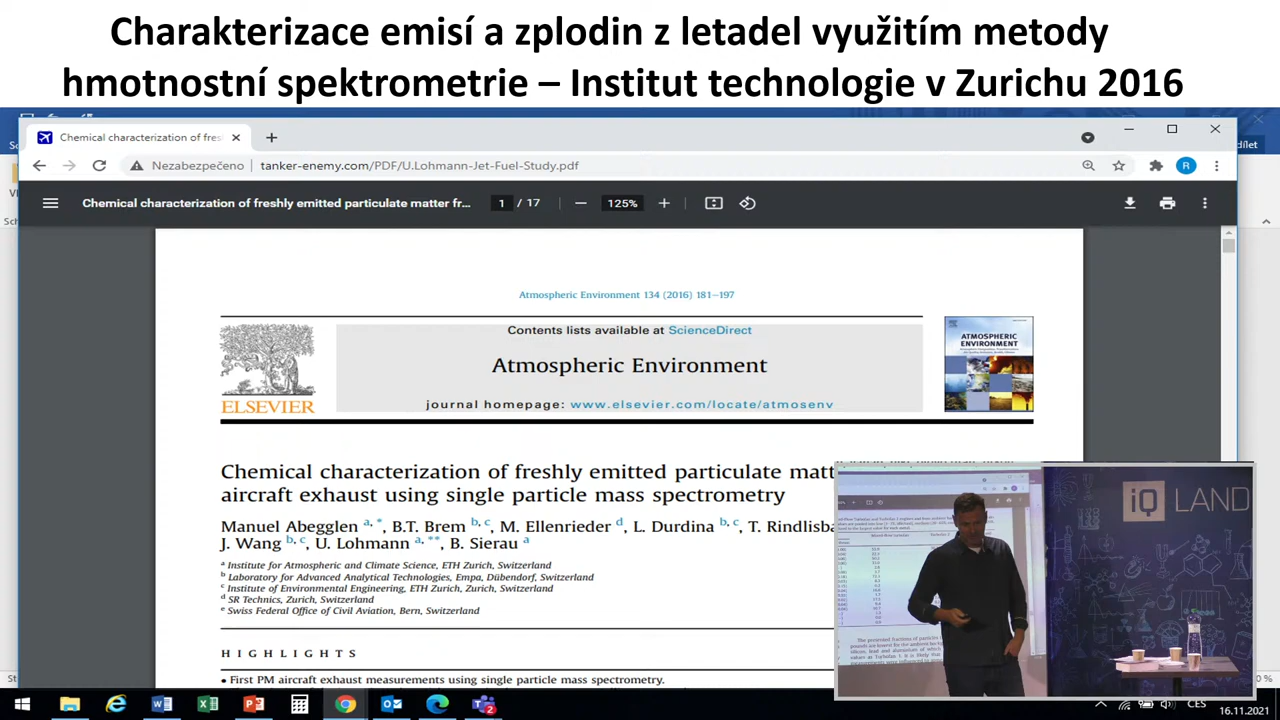 Charakterizace emisí a zplodin z letadel využitím metody
hmotnostní spektrometrie – Institut technologie v Zurichu 2016
Chemical characterization of fresh
Nezabezpečeno
tanker-enemy.com/PDF/U.Lohmann-Jet-Fuel-Study.pdf
R
dílet
Chemical characterization of freshly emitted particulate matter fr...
1 / 17
125%
Atmospheric Environment 134 (2016) 181–197
Contents lists available at ScienceDirect
Atmospheric Environment
journal homepage: www.elsevier.com/locate/atmosenv
ELSEVIER
ATMOSPHERIC
ENVIRONMENT
Chemical characterization of freshly emitted particulate matt
aircraft exhaust using single particle mass spectrometry
Manuel Abegglen a, *, B.T. Brem b, c, M. Ellenrieder d, L. Durdina b, c, T. Rindlisba
J. Wang b, c, U. Lohmann a, **, B. Sierau a
a Institute for Atmospheric and Climate Science, ETH Zurich, Switzerland
b Laboratory for Advanced Analytical Technologies, Empa, Dübendorf, Switzerland
c Institute of Environmental Engineering, ETH Zurich, Zurich, Switzerland
d SR Technics, Zurich, Switzerland
e Swiss Federal Office of Civil Aviation, Bern, Switzerland
HIGHLIGHTS
• First PM aircraft exhaust measurements using single particle mass spectrometry.
iQ LAND
The presented fractions of particles
CES
16.11.2021